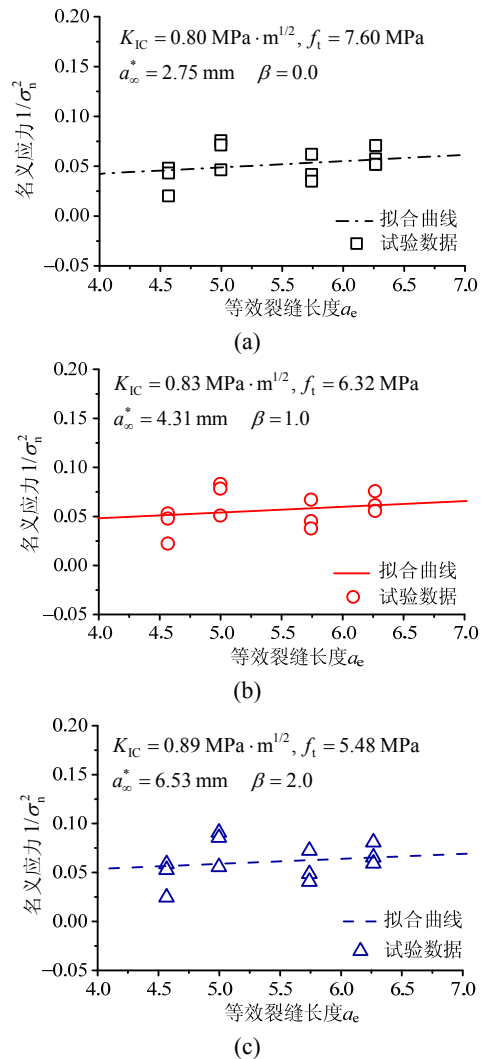 K_IC = 0.80 MPa·m^1/2, f_t = 7.60 MPa
a*_∞ = 2.75 mm β = 0.0
0.20
0.15
0.10
0.05
0.00
−0.05
名义应力 1/σ_n^2
拟合曲线
试验数据
4.0 4.5 5.0 5.5 6.0 6.5 7.0
等效裂缝长度a_e
(a)
K_IC = 0.83 MPa·m^1/2, f_t = 6.32 MPa
a*_∞ = 4.31 mm β = 1.0
0.20
0.15
0.10
0.05
0.00
−0.05
名义应力 1/σ_n^2
拟合曲线
试验数据
4.0 4.5 5.0 5.5 6.0 6.5 7.0
等效裂缝长度a_e
(b)
K_IC = 0.89 MPa·m^1/2, f_t = 5.48 MPa
a*_∞ = 6.53 mm β = 2.0
0.20
0.15
0.10
0.05
0.00
−0.05
名义应力 1/σ_n^2
拟合曲线
试验数据
4.0 4.5 5.0 5.5 6.0 6.5 7.0
等效裂缝长度a_e
(c)